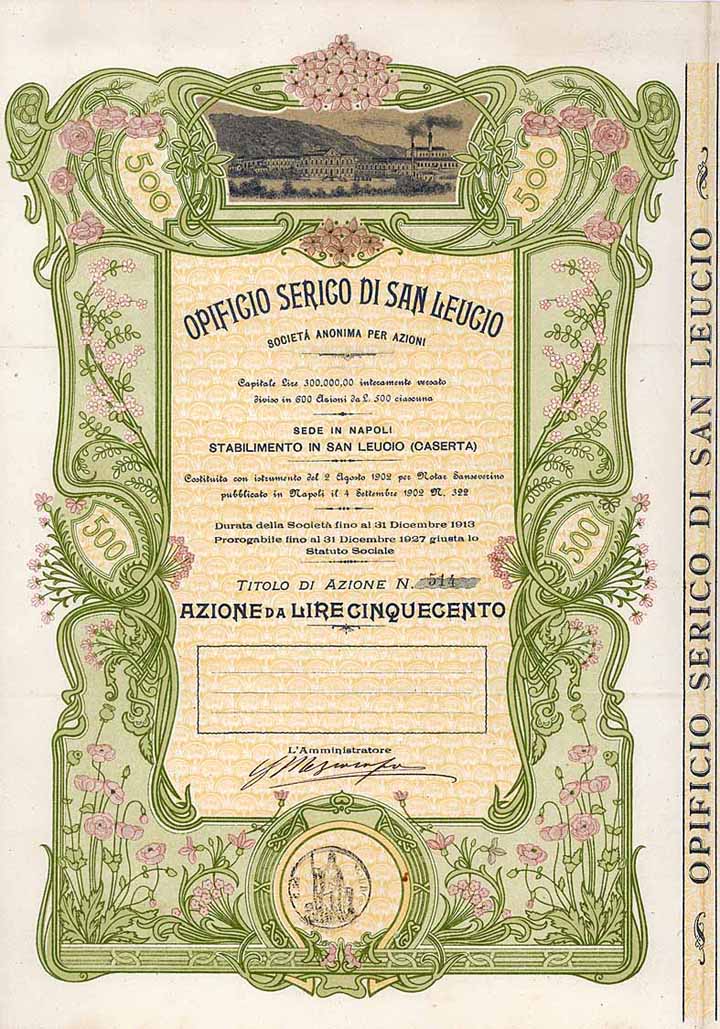 500
500
OPIFICIO SERICO DI SAN LEUCIO
SOCIETÀ ANONIMA PER AZIONI
Capitale Lire 300.000,00 interamente versato
diviso in 600 Azioni da L. 500 ciascuna
SEDE IN NAPOLI
STABILIMENTO IN SAN LEUCIO (CASERTA)
Costituita con istrumento del 2 Agosto 1902 per Notar Sanseverino
pubblicato in Napoli il 4 Settembre 1902 N. 322
Durata della Società fino al 31 Dicembre 1913
Prorogabile fino al 31 Dicembre 1927 giusta lo
Statuto Sociale
500
500
TITOLO DI AZIONE N. 514
AZIONE DA LIRE CINQUECENTO
L'Amministratore
OPIFICIO SERICO DI SAN LEUCIO